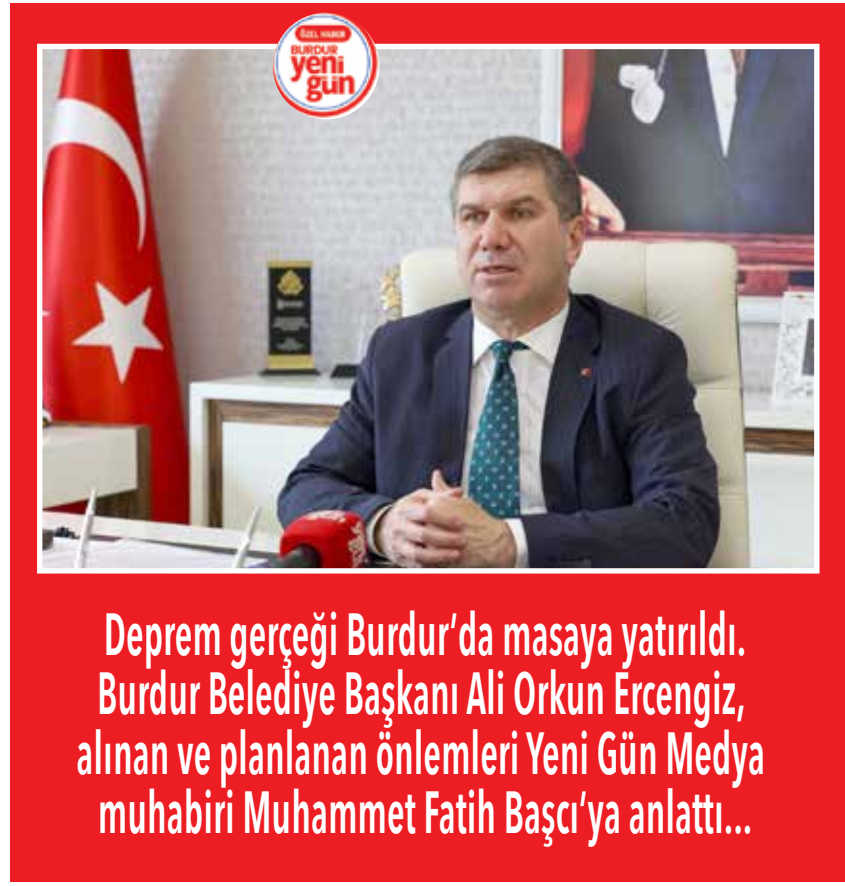 ÖZEL HABER
BURDUR
yeni
gün
Deprem gerçeği Burdur’da masaya yatırıldı.
Burdur Belediye Başkanı Ali Orkun Ercengiz,
alınan ve planlanan önlemleri Yeni Gün Medya
muhabiri Muhammet Fatih Başcı’ya anlattı...